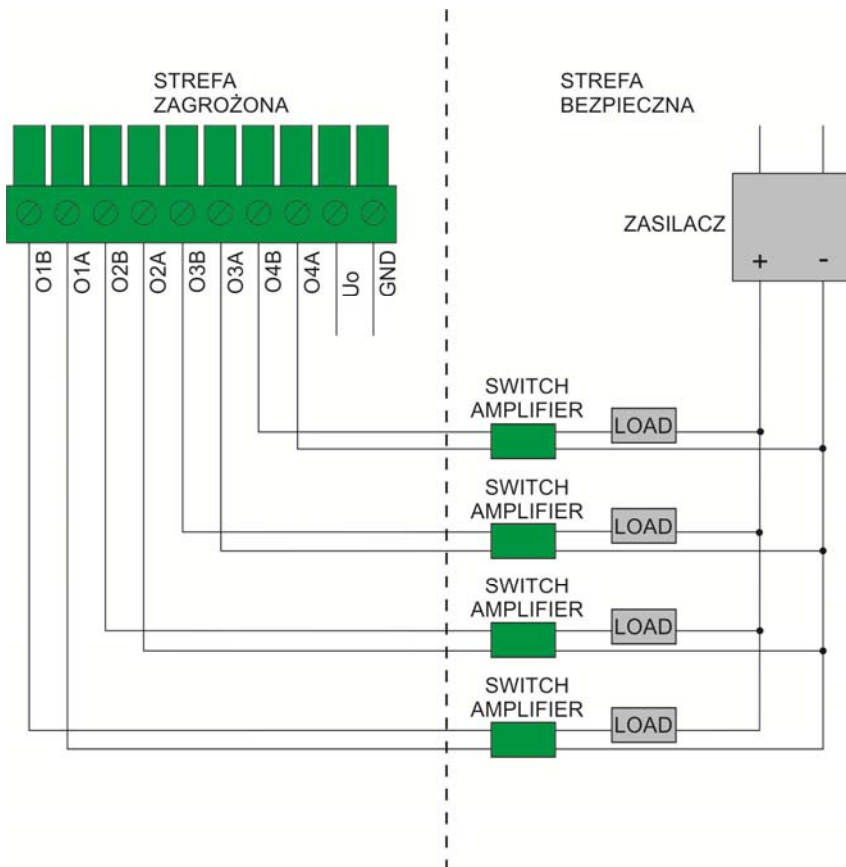 STREFA
ZAGROŻONA
STREFA
BEZPIECZNA
ZASILACZ
+ -
O1B
O1A
O2B
O2A
O3B
O3A
O4B
O4A
Uo
GND
SWITCH
AMPLIFIER
LOAD
SWITCH
AMPLIFIER
LOAD
SWITCH
AMPLIFIER
LOAD
SWITCH
AMPLIFIER
LOAD